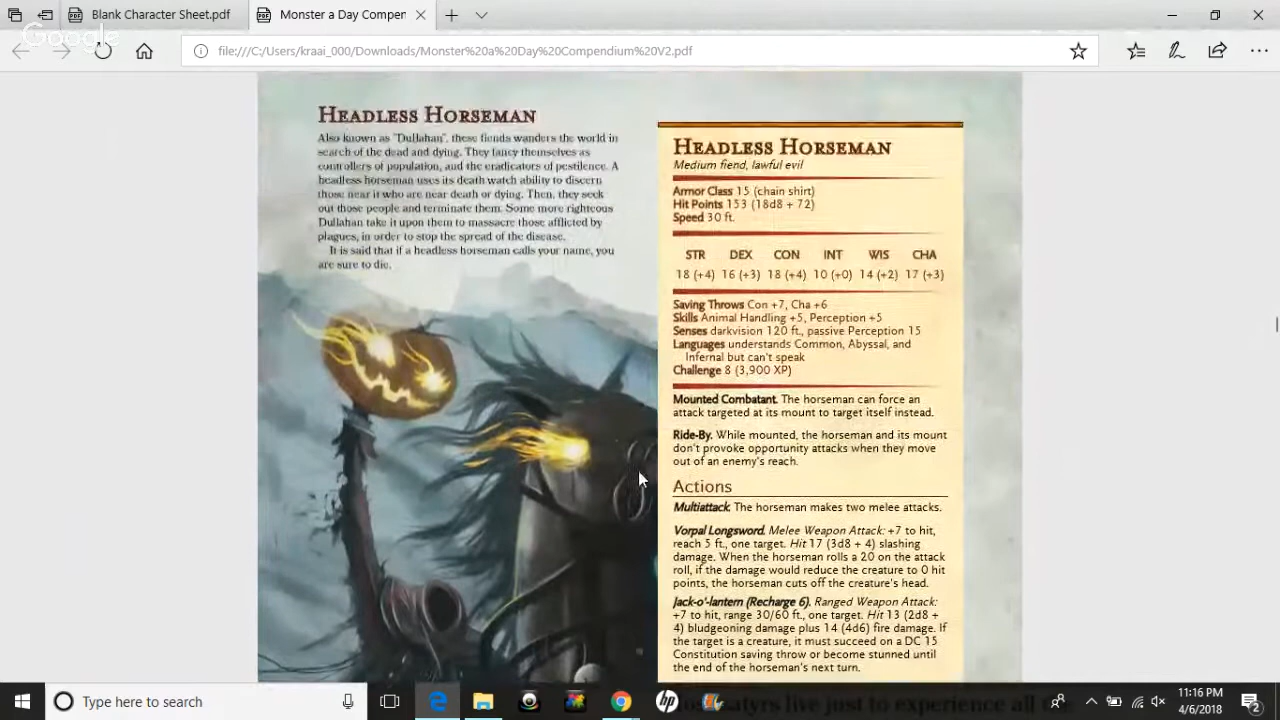 Blank Character Sheet.pdf
Monster a Day Compen
Google
file:///C:/Users/kraai_000/Downloads/Monster%20a%20Day%20Compendium%20V2.pdf
HEADLESS HORSEMAN
Also known as "Dullahan", these fiends wanders the world in
search of the dead and dying. They fancy themselves as
controllers of population, and the eradicators of pestilence. A
headless horseman uses its death watch ability to discern
those near it who are near death or dying. Then, they seek
out those people and terminate them. Some more righteous
Dullahan take it upon them to massacre those afflicted by
plagues, in order to stop the spread of the disease.
It is said that if a headless horseman calls your name, you
are sure to die.
HEADLESS HORSEMAN
Medium fiend, lawful evil
Armor Class 15 (chain shirt)
Hit Points 153 (18d8 + 72)
Speed 30 ft.
STR DEX CON INT WIS CHA
18 (+4) 16 (+3) 18 (+4) 10 (+0) 14 (+2) 17 (+3)
Saving Throws Con +7, Cha +6
Skills Animal Handling +5, Perception +5
Senses darkvision 120 ft., passive Perception 15
Languages understands Common, Abyssal, and
Infernal but can't speak
Challenge 8 (3,900 XP)
Mounted Combatant. The horseman can force an
attack targeted at its mount to target itself instead.
Ride-By. While mounted, the horseman and its mount
don't provoke opportunity attacks when they move
out of an enemy's reach.
Actions
Multiattack. The horseman makes two melee attacks.
Vorpal Longsword. Melee Weapon Attack: +7 to hit,
reach 5 ft., one target. Hit 17 (3d8 + 4) slashing
damage. When the horseman rolls a 20 on the attack
roll, if the damage would reduce the creature to 0 hit
points, the horseman cuts off the creature's head.
Jack-o'-lantern (Recharge 6). Ranged Weapon Attack:
+7 to hit, range 30/60 ft., one target. Hit 13 (2d8 +
4) bludgeoning damage plus 14 (4d6) fire damage. If
the target is a creature, it must succeed on a DC 15
Constitution saving throw or become stunned until
the end of the horseman's next turn.
Type here to search
hp
11:16 PM
4/6/2018
2